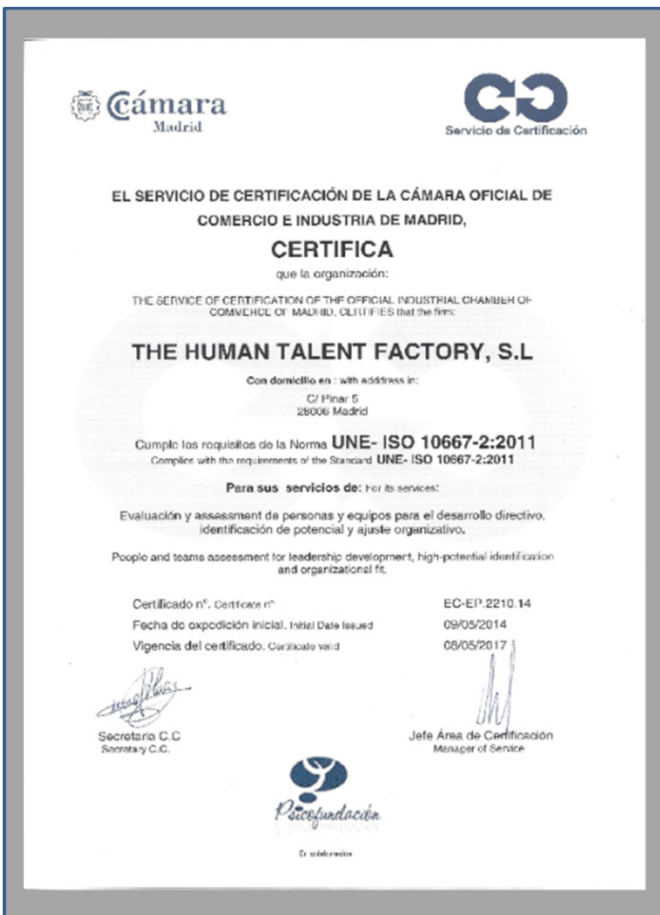 Cámara
Madrid
Servicio de Certificación
EL SERVICIO DE CERTIFICACIÓN DE LA CÁMARA OFICIAL DE
COMERCIO E INDUSTRIA DE MADRID,
CERTIFICA
que la organización:
THE SERVICE OF CERTIFICATION OF THE OFFICIAL INDUSTRIAL CHAMBER OF
COMMERCE OF MADRID, CERTIFIES that the firm:
THE HUMAN TALENT FACTORY, S.L
Con domicilio en : with adddress in:
C/ Pinar 5
28006 Madrid
Cumple los requisitos de la Norma UNE- ISO 10667-2:2011
Complies with the requirements of the Standard UNE- ISO 10667-2:2011
Para sus servicios de: For its services:
Evaluación y assessment de personas y equipos para el desarrollo directivo,
identificación de potencial y ajuste organizativo.
People and teams assessment for leadership development, high-potential identification
and organizational fit.
Certificado nº. Certificate nº EC-EP.2210.14
Fecha de expedición inicial. Initial Date Issued 09/05/2014
Vigencia del certificado. Certificate valid 08/05/2017
Secretaria C.C Jefe Área de Certificación
Secretary C.C. Manager of Service
Psicofundación
En colaboración